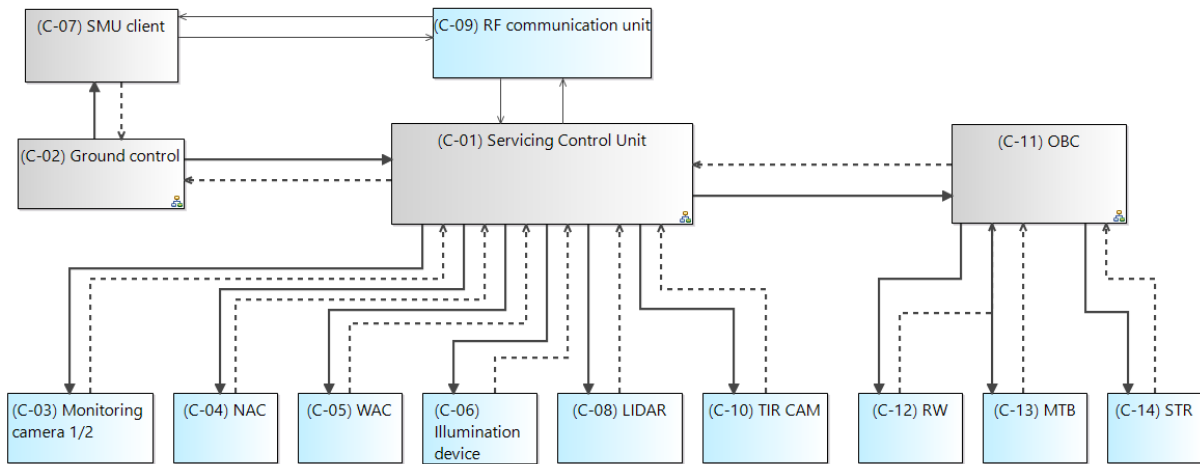 (C-07) SMU client
(C-09) RF communication unit
(C-01) Servicing Control Unit
(C-11) OBC
(C-02) Ground control
(C-03) Monitoring
camera 1/2
(C-04) NAC
(C-05) WAC
(C-06)
Illumination
device
(C-08) LIDAR
(C-10) TIR CAM
(C-12) RW
(C-13) MTB
(C-14) STR